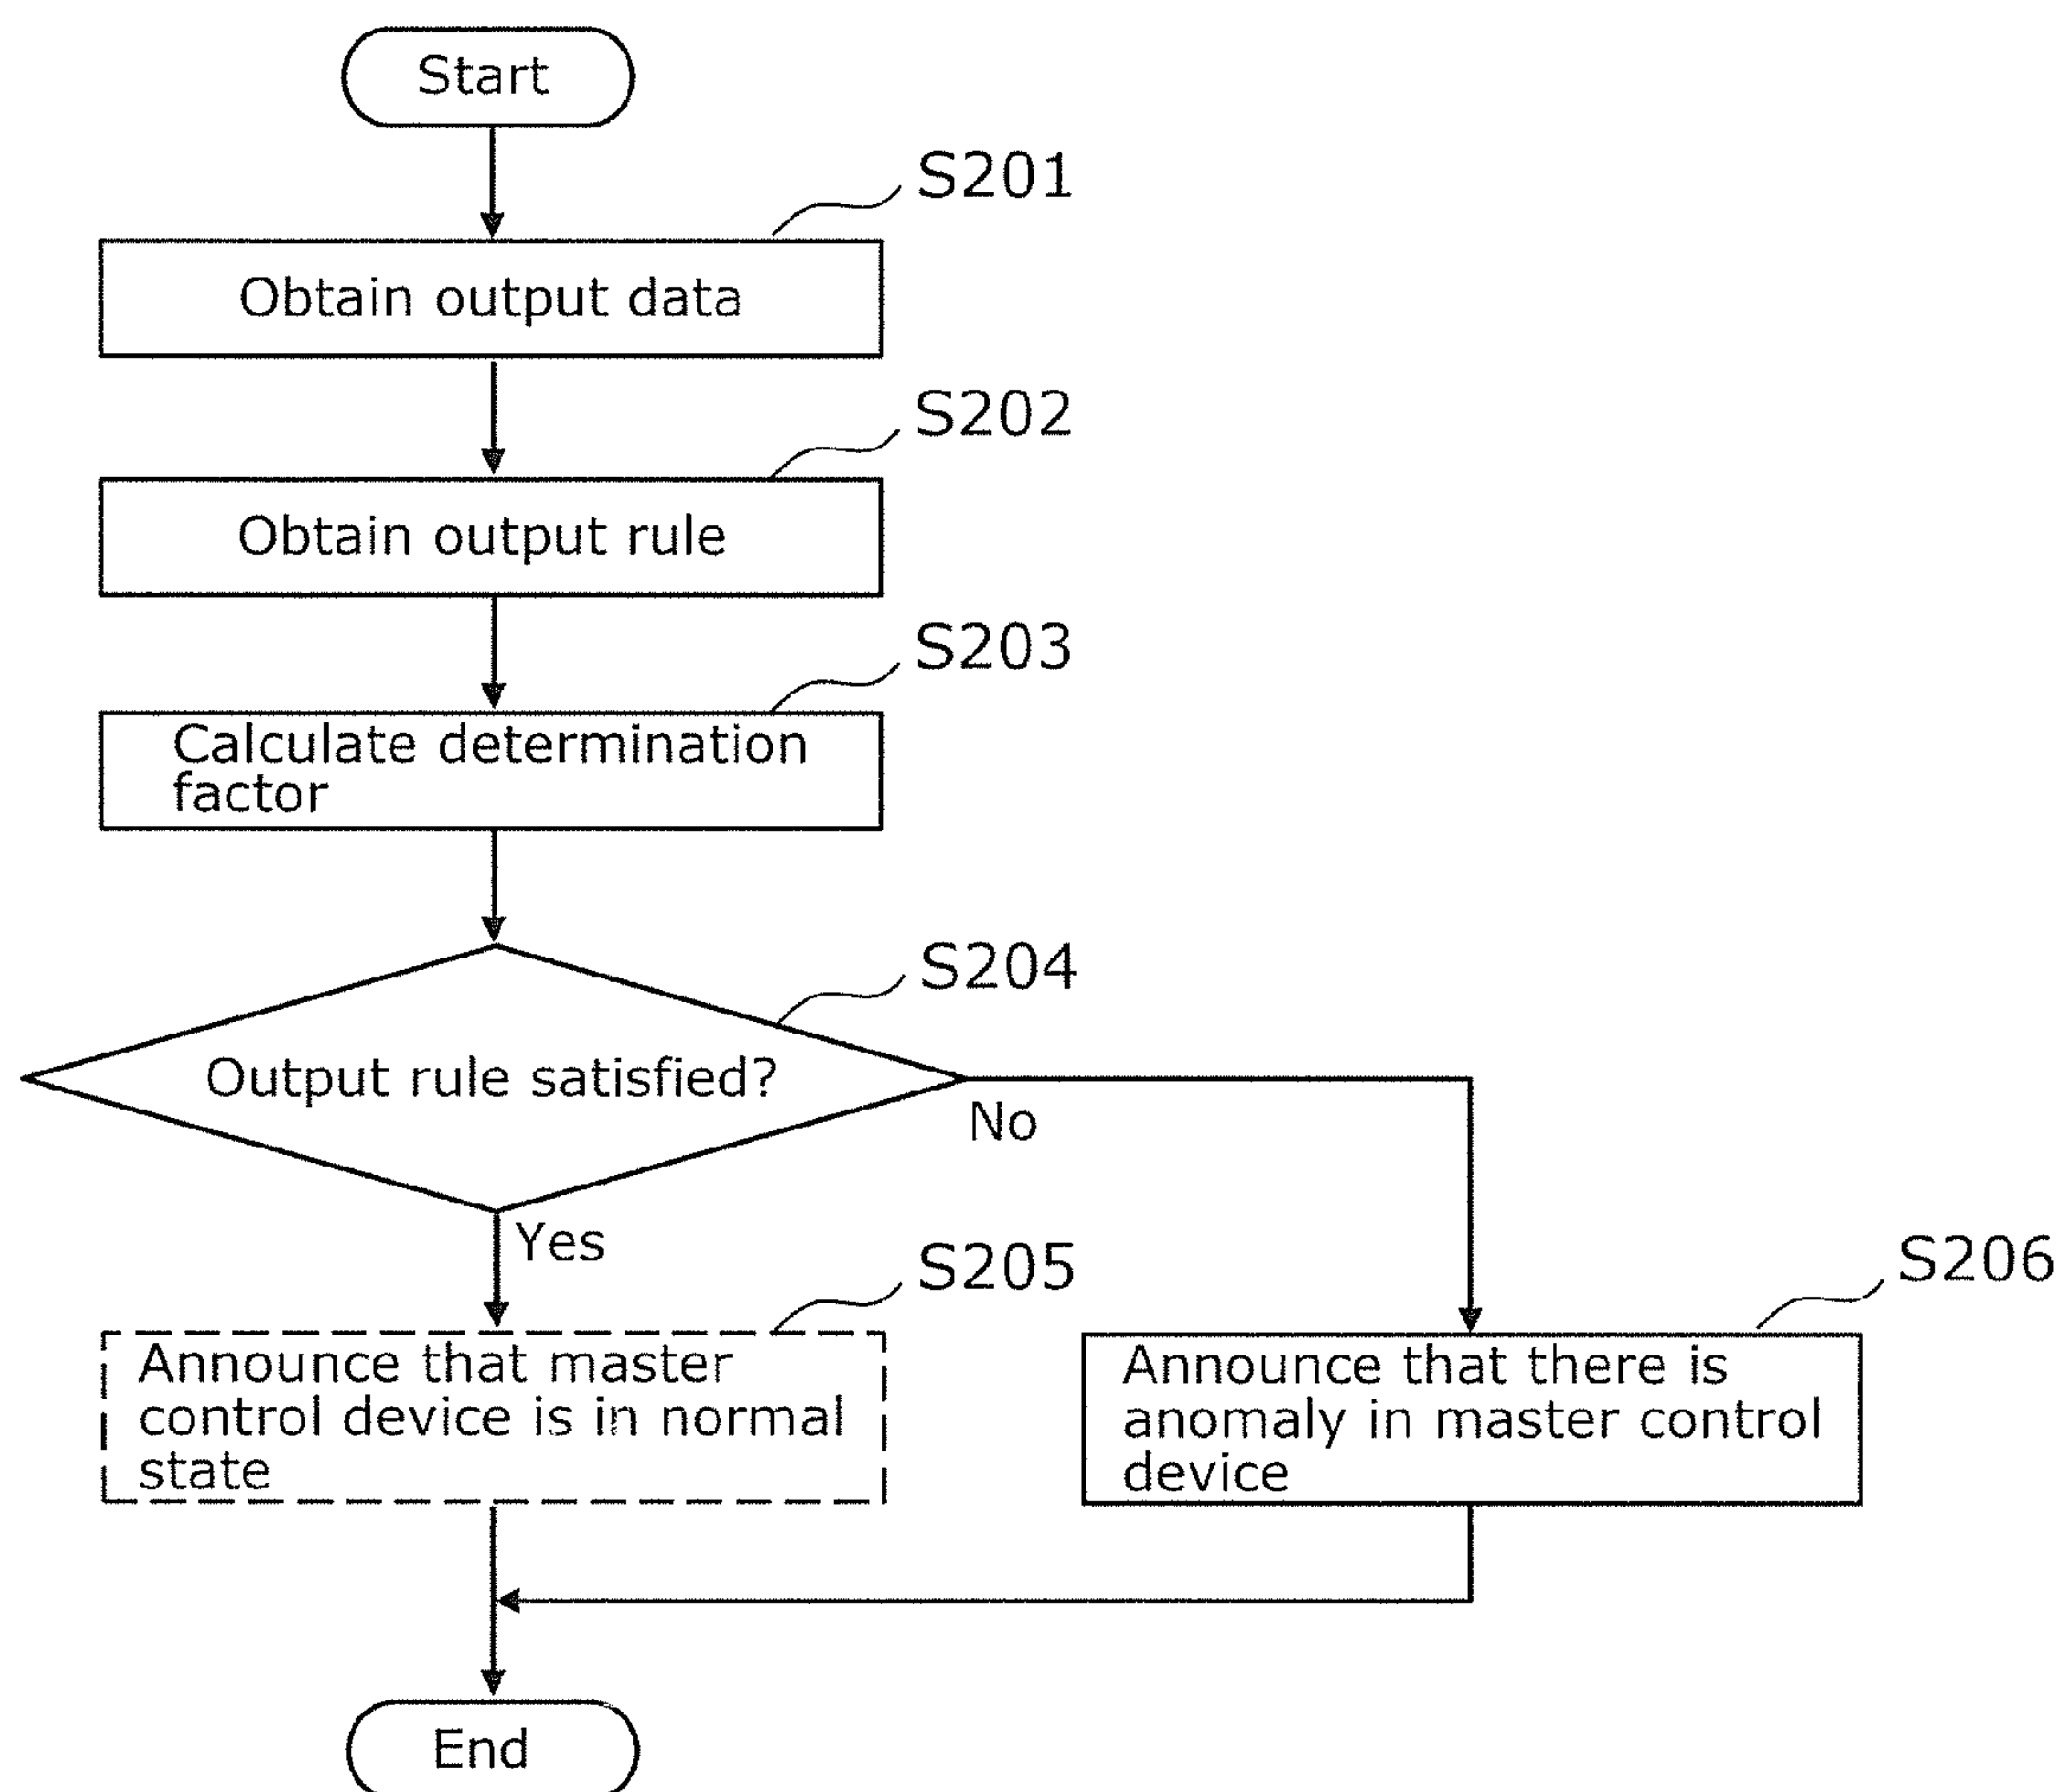 Start
S201
Obtain output data
S202
Obtain output rule
S203
Calculate determination
factor
S204
Output rule satisfied?
No
Yes
S205
Announce that master
control device is in normal
state
S206
Announce that there is
anomaly in master control
device
End